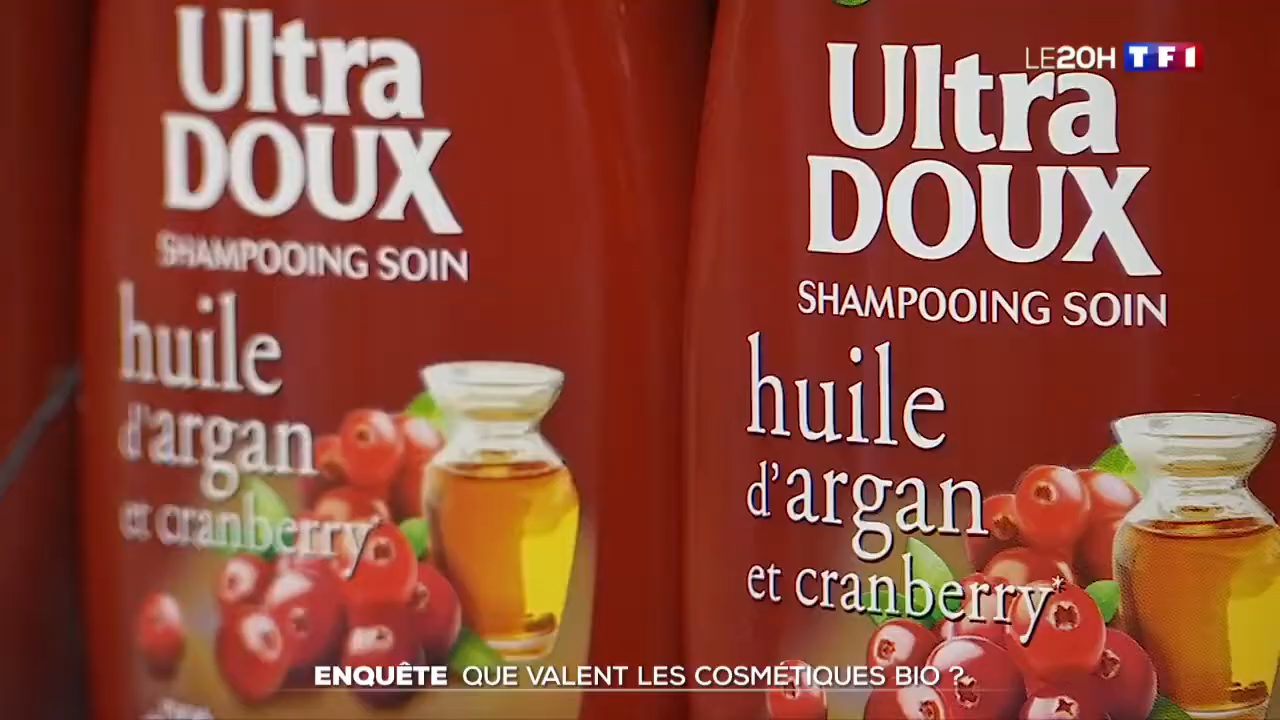 Ultra
DOUX
SHAMPOOING SOIN
huile
d'argan
et cranberry*
LE20H TF1
Ultra
DOUX
SHAMPOOING SOIN
huile
d'argan
et cranberry*
ENQUÊTE QUE VALENT LES COSMÉTIQUES BIO ?